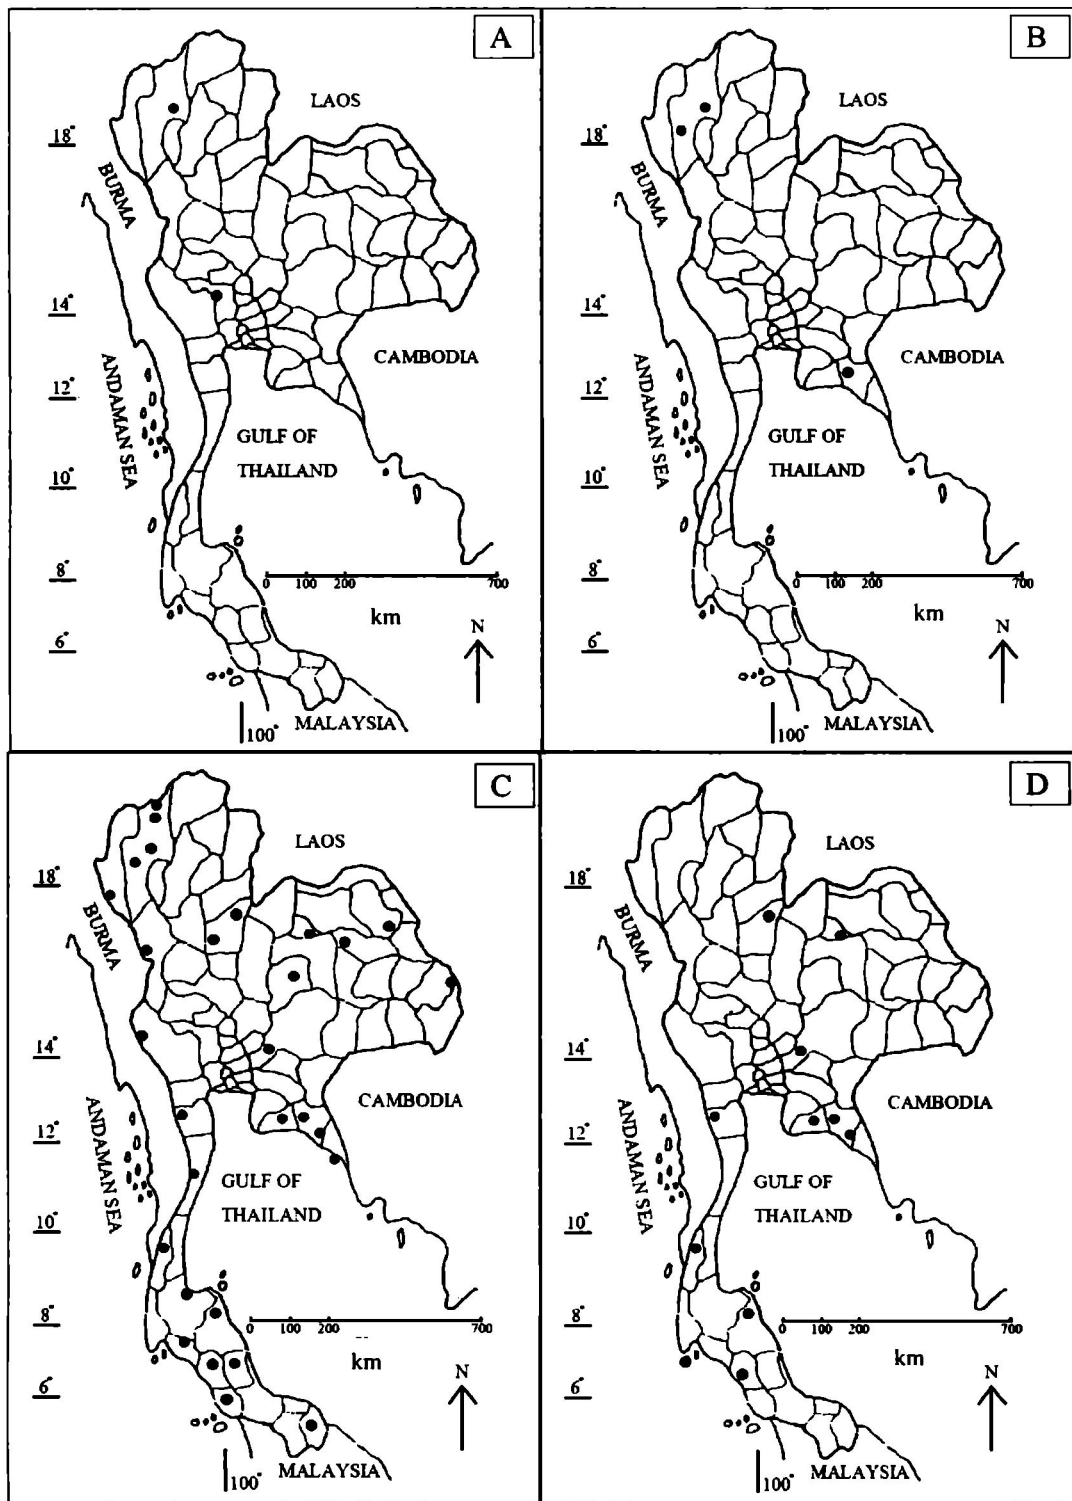 A
LAOS
18°
BURMA
14°
CAMBODIA
12°
ANDAMAN SEA
GULF OF
THAILAND
10°
8°
0 100 200 700
km
6°
N
100°
MALAYSIA
B
LAOS
18°
BURMA
14°
CAMBODIA
12°
ANDAMAN SEA
GULF OF
THAILAND
10°
8°
0 100 200 700
km
6°
N
100°
MALAYSIA
C
LAOS
18°
BURMA
14°
CAMBODIA
12°
ANDAMAN SEA
GULF OF
THAILAND
10°
8°
0 100 200 700
km
6°
N
100°
MALAYSIA
D
LAOS
18°
BURMA
14°
CAMBODIA
12°
ANDAMAN SEA
GULF OF
THAILAND
10°
8°
0 100 200 700
km
6°
N
100°
MALAYSIA